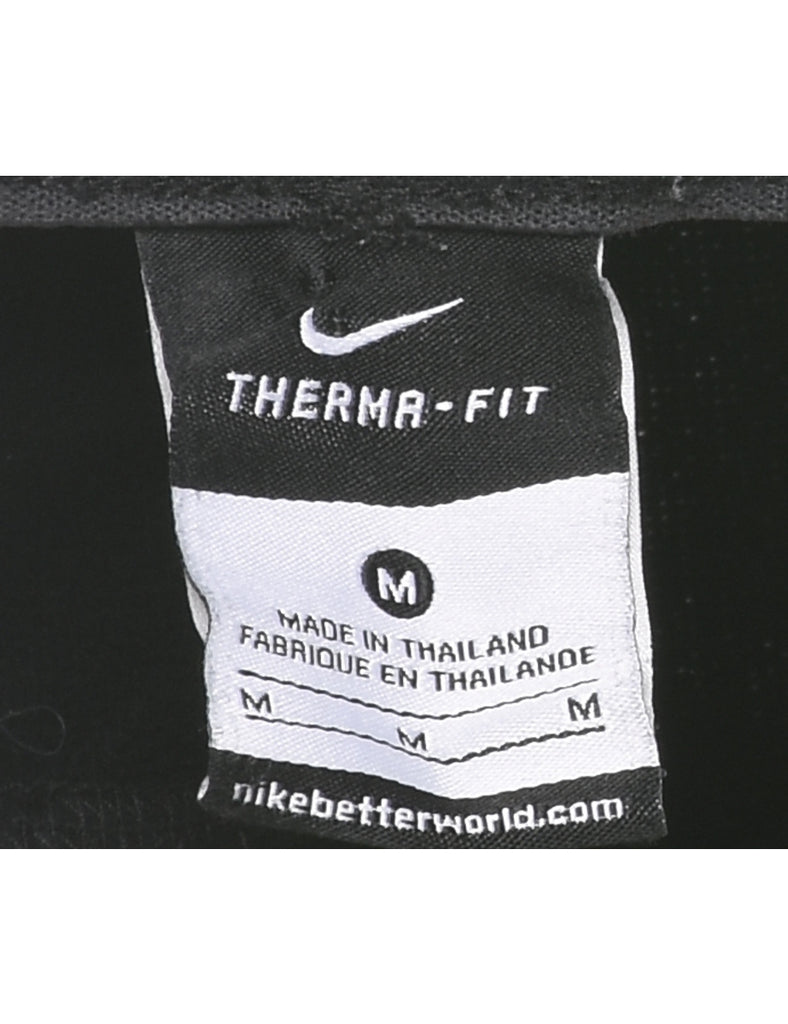 THERMA-FIT
M
MADE IN THAILAND
FABRIQUE EN THAILANDE
M M M
nikebetterworld.com